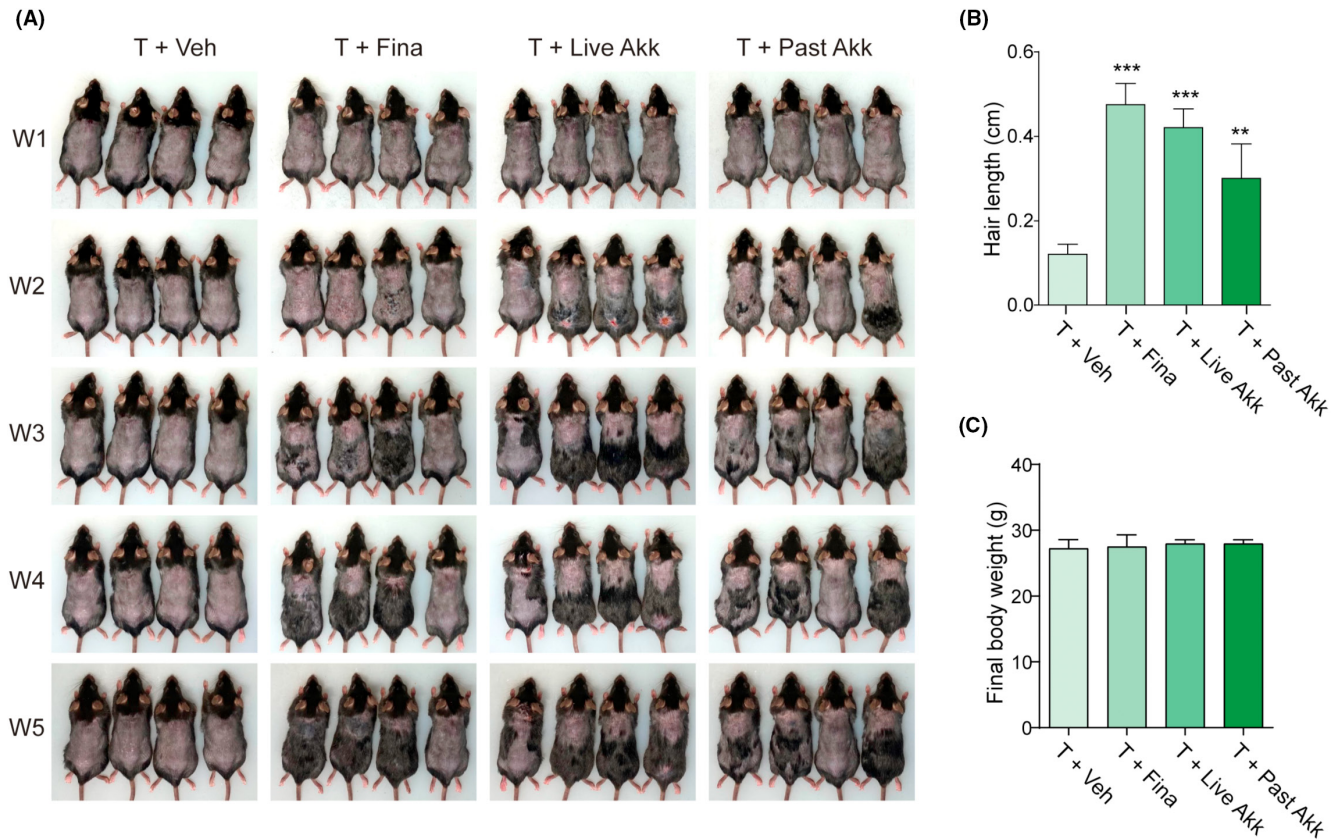 (A)
T + Veh
T + Fina
T + Live Akk
T + Past Akk
W1
W2
W3
W4
W5
(B)
Hair length (cm)
0.6
0.4
0.2
0.0
***
***
**
T + Veh
T + Fina
T + Live Akk
T + Past Akk
(C)
Final body weight (g)
40
30
20
10
0
T + Veh
T + Fina
T + Live Akk
T + Past Akk